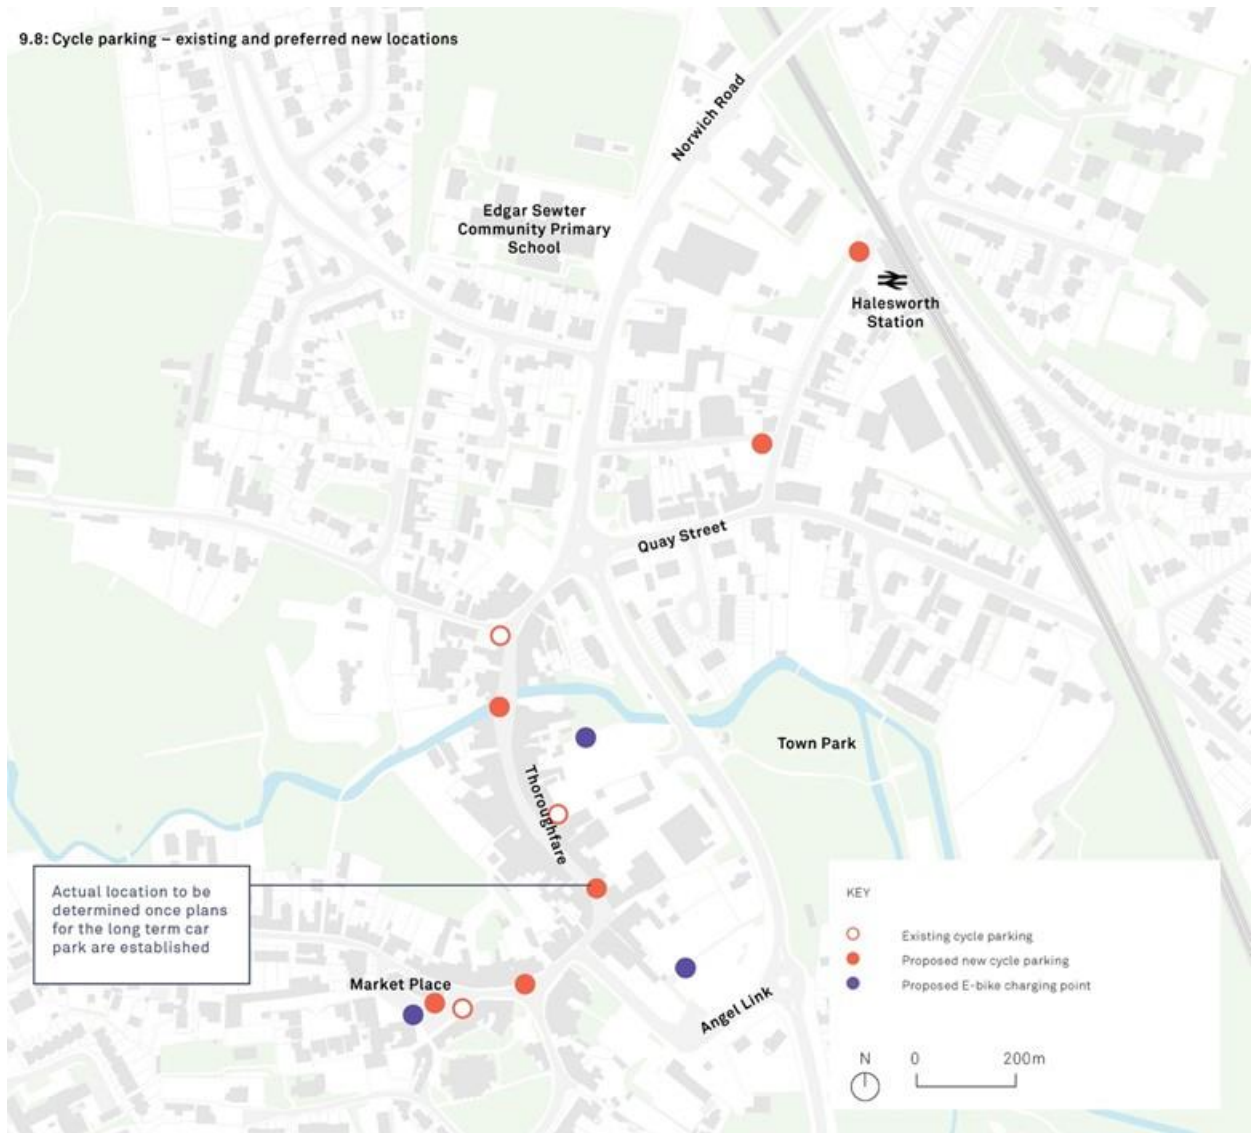 9.8: Cycle parking – existing and preferred new locations
Norwich Road
Edgar Sewter
Community Primary
School
Halesworth
Station
Quay Street
Town Park
Thoroughfare
Actual location to be
determined once plans
for the long term car
park are established
Market Place
Angel Link
KEY
Existing cycle parking
Proposed new cycle parking
Proposed E-bike charging point
N
0 200m